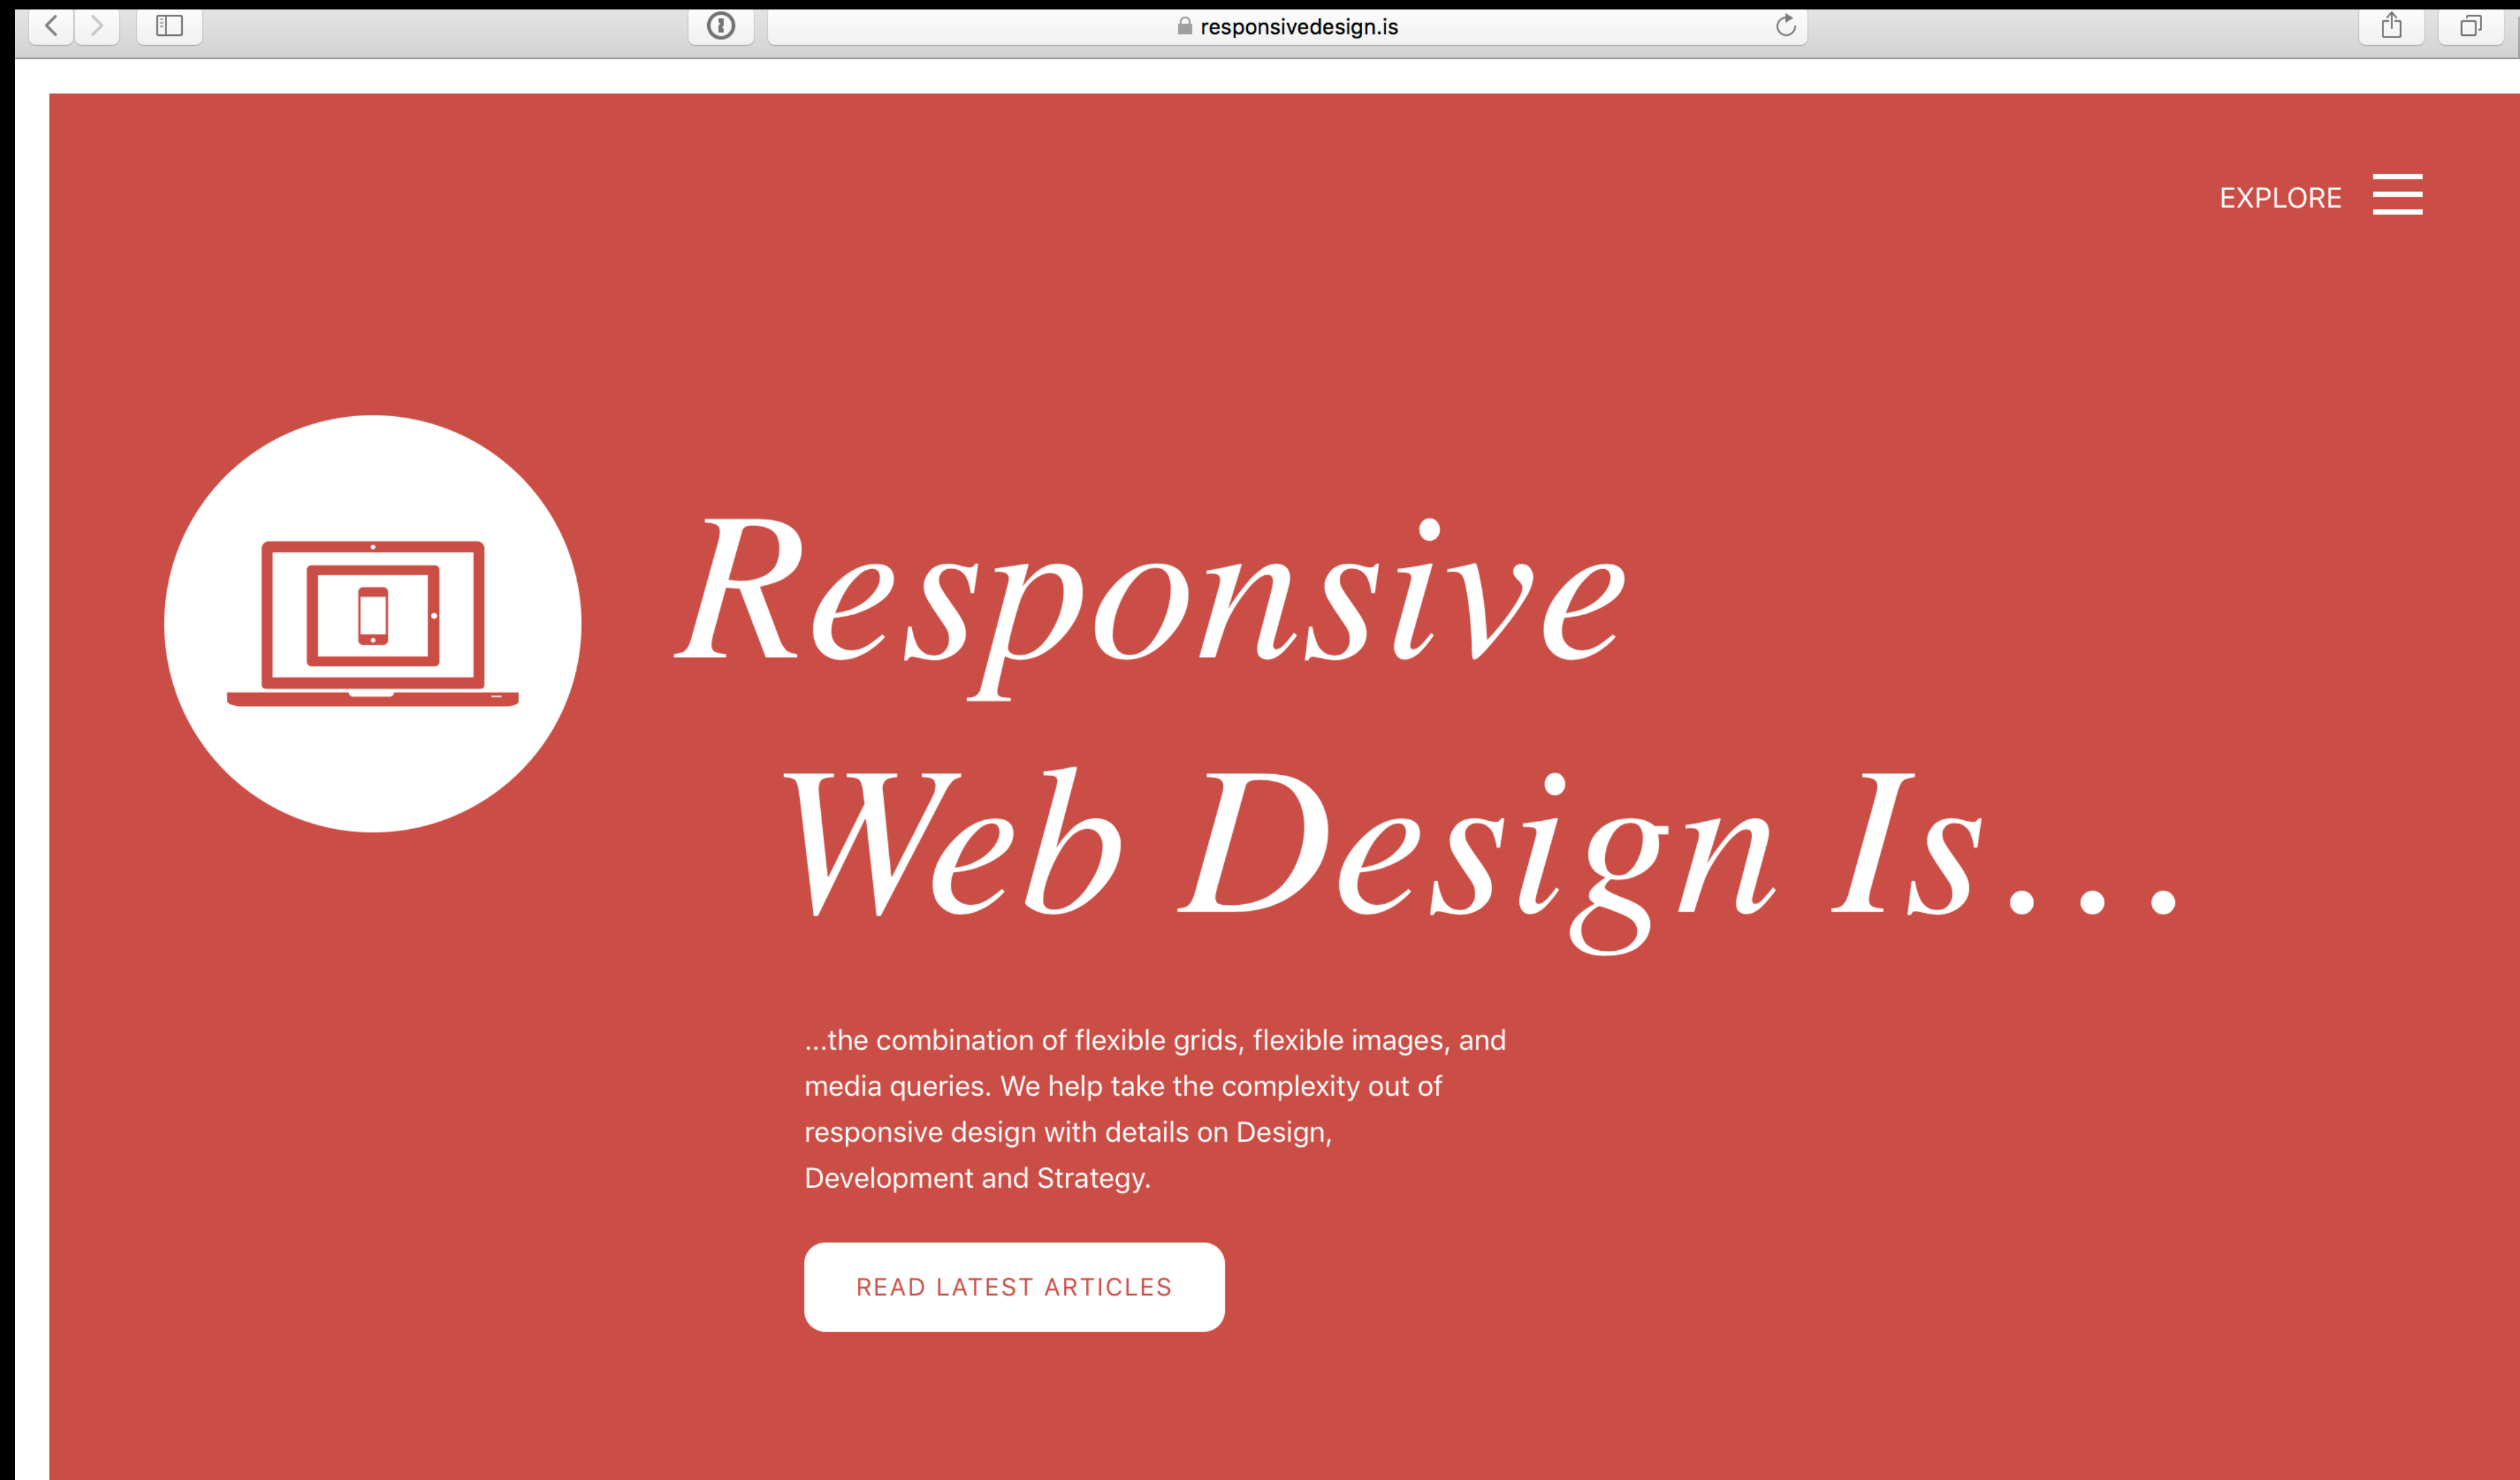 responsivedesign.is
EXPLORE
Responsive
Web Design Is...
...the combination of flexible grids, flexible images, and
media queries. We help take the complexity out of
responsive design with details on Design,
Development and Strategy.
READ LATEST ARTICLES